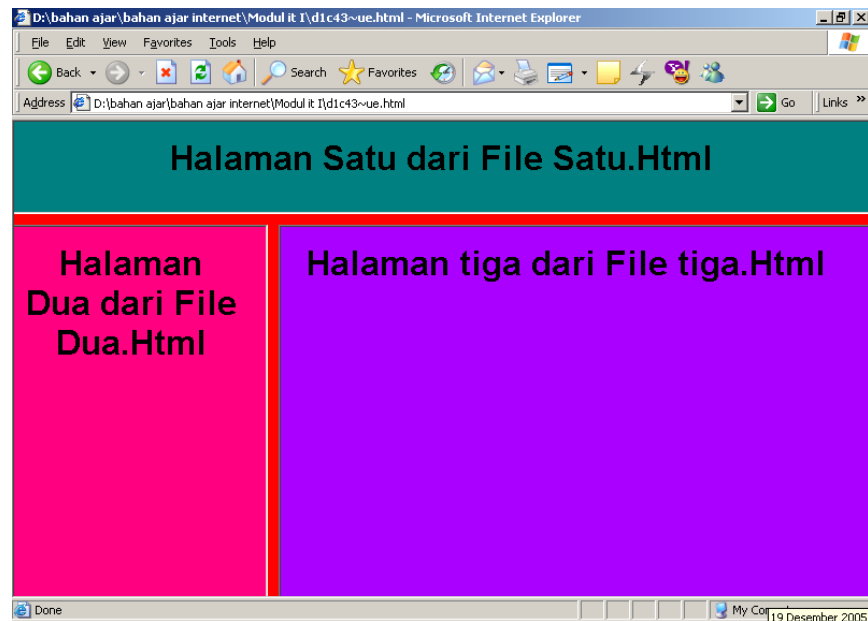 D:\bahan ajar\bahan ajar internet\Modul it I\d1c43~ue.html - Microsoft Internet Explorer
File Edit View Favorites Tools Help
Back Search Favorites
Address D:\bahan ajar\bahan ajar internet\Modul it I\d1c43~ue.html Go Links »
Halaman Satu dari File Satu.Html
Halaman
Dua dari File
Dua.Html
Halaman tiga dari File tiga.Html
Done My
19 Desember 2005